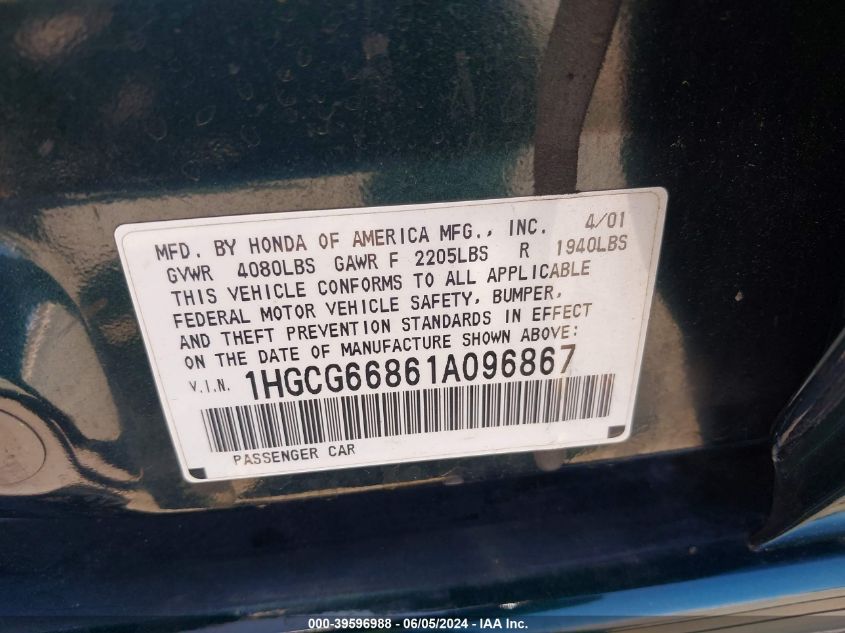 MFD. BY HONDA OF AMERICA MFG., INC. 4/01
GVWR 4080LBS GAWR F 2205LBS R 1940LBS
THIS VEHICLE CONFORMS TO ALL APPLICABLE
FEDERAL MOTOR VEHICLE SAFETY, BUMPER,
AND THEFT PREVENTION STANDARDS IN EFFECT
ON THE DATE OF MANUFACTURE SHOWN ABOVE:
V.I.N. 1HGCG66861A096867
PASSENGER CAR
000-39596988 - 06/05/2024 - IAA Inc.